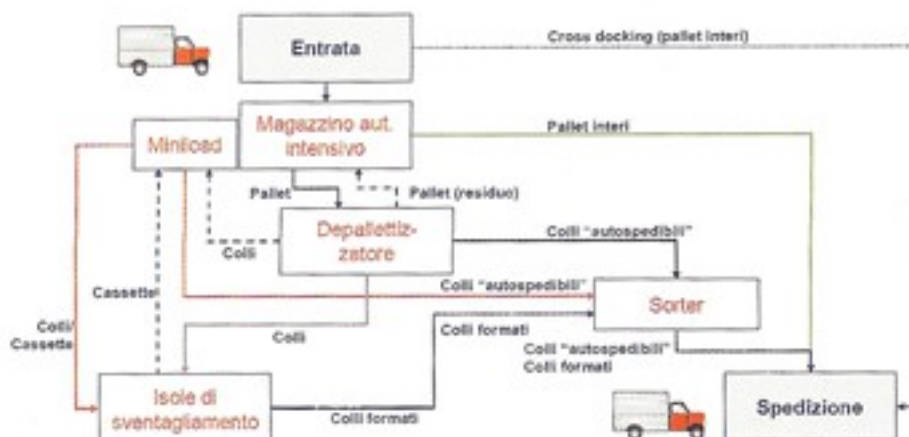 Entrata
Cross docking (pallet interi)
Miniload
Magazzino aut.
intensivo
Pallet interi
Pallet
Pallet (residuo)
Depallettiz-
zatore
Colli
Colli "autospedibili"
Cassette
Colli "autospedibili"
Sorter
Colli/
Cassette
Colli
Colli formati
Colli "autospedibili"
Colli formati
Isole di
sventagliamento
Colli formati
Spedizione